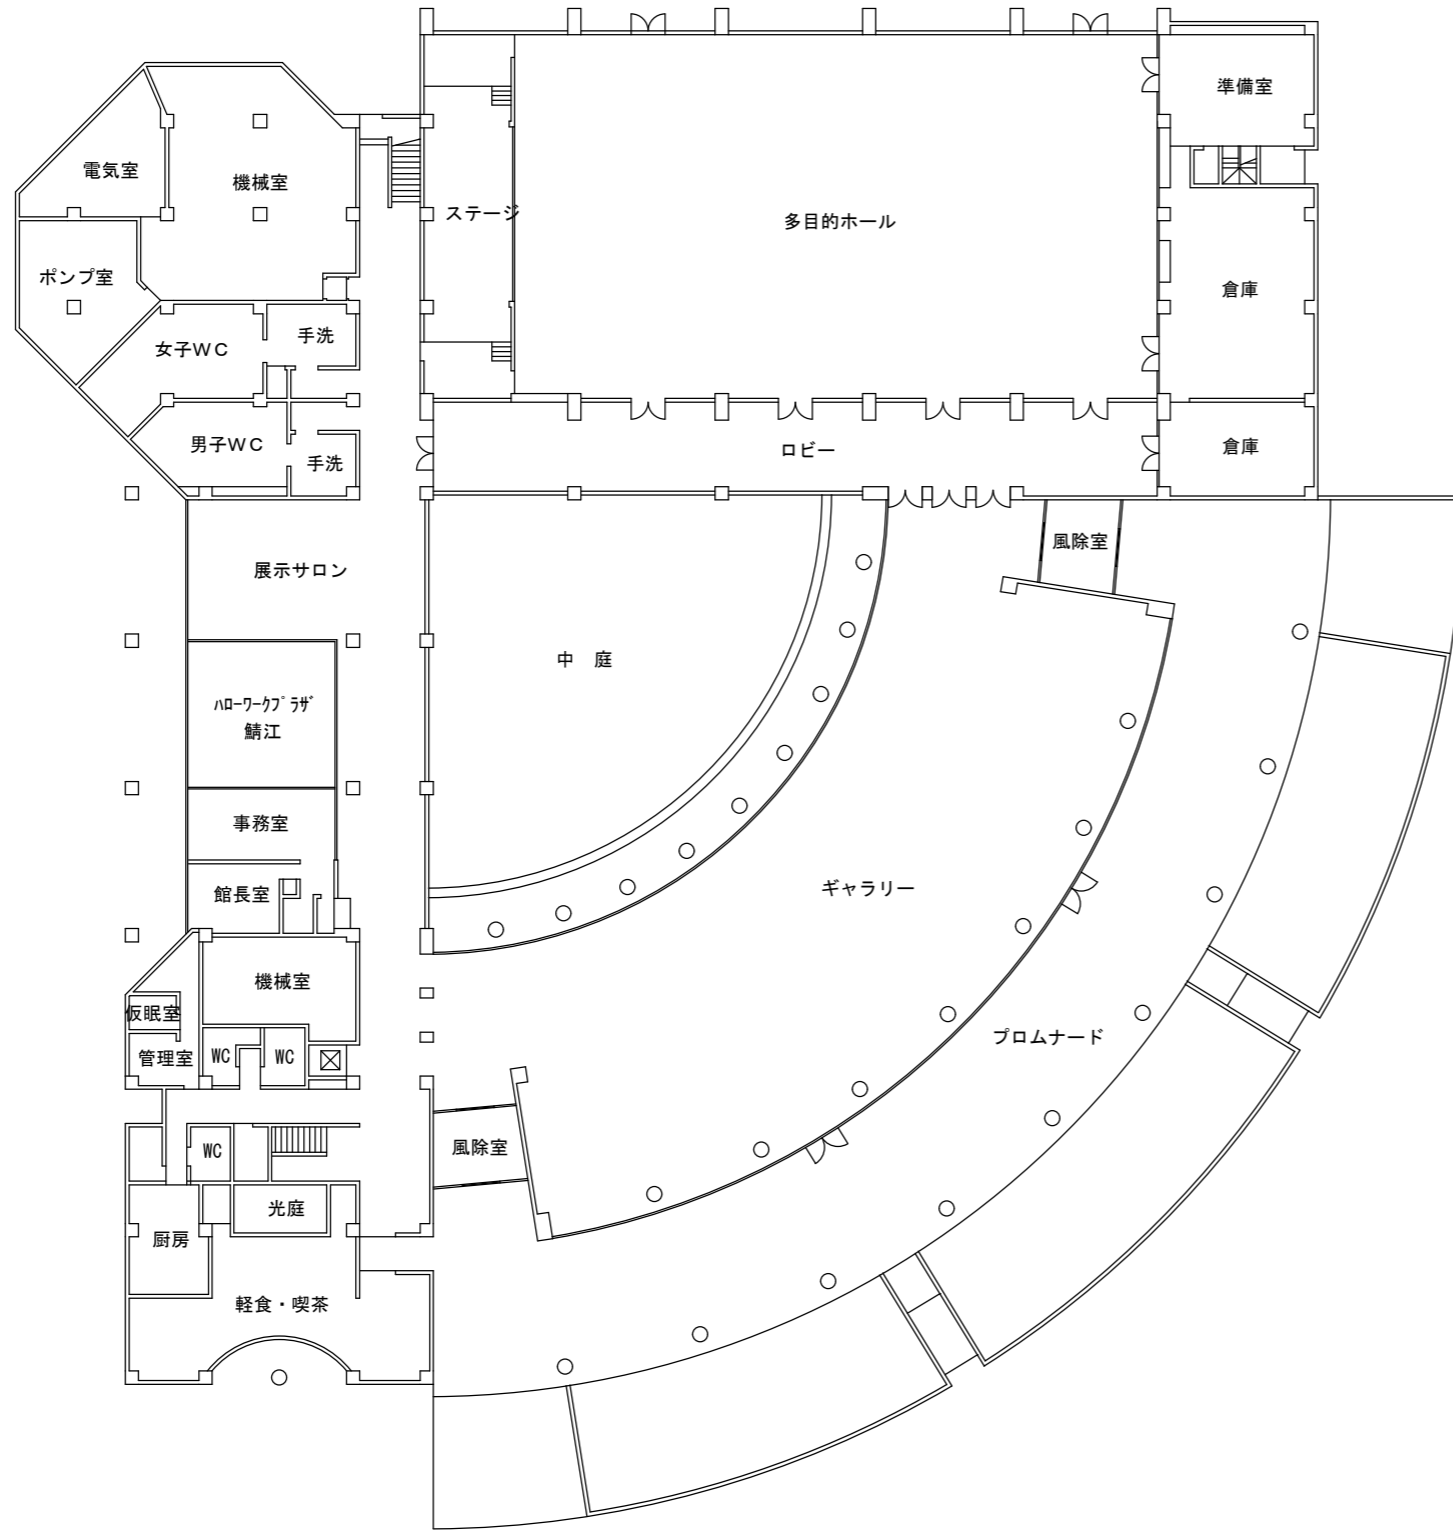 準備室
電気室
機械室
ステージ
多目的ホール
ポンプ室
倉庫
手洗
女子WC
男子WC
手洗
ロビー
倉庫
展示サロン
風除室
中 庭
ハローワークプラザ
鯖江
事務室
館長室
ギャラリー
機械室
仮眠室
プロムナード
管理室
WC
WC
WC
風除室
光庭
厨房
軽食・喫茶